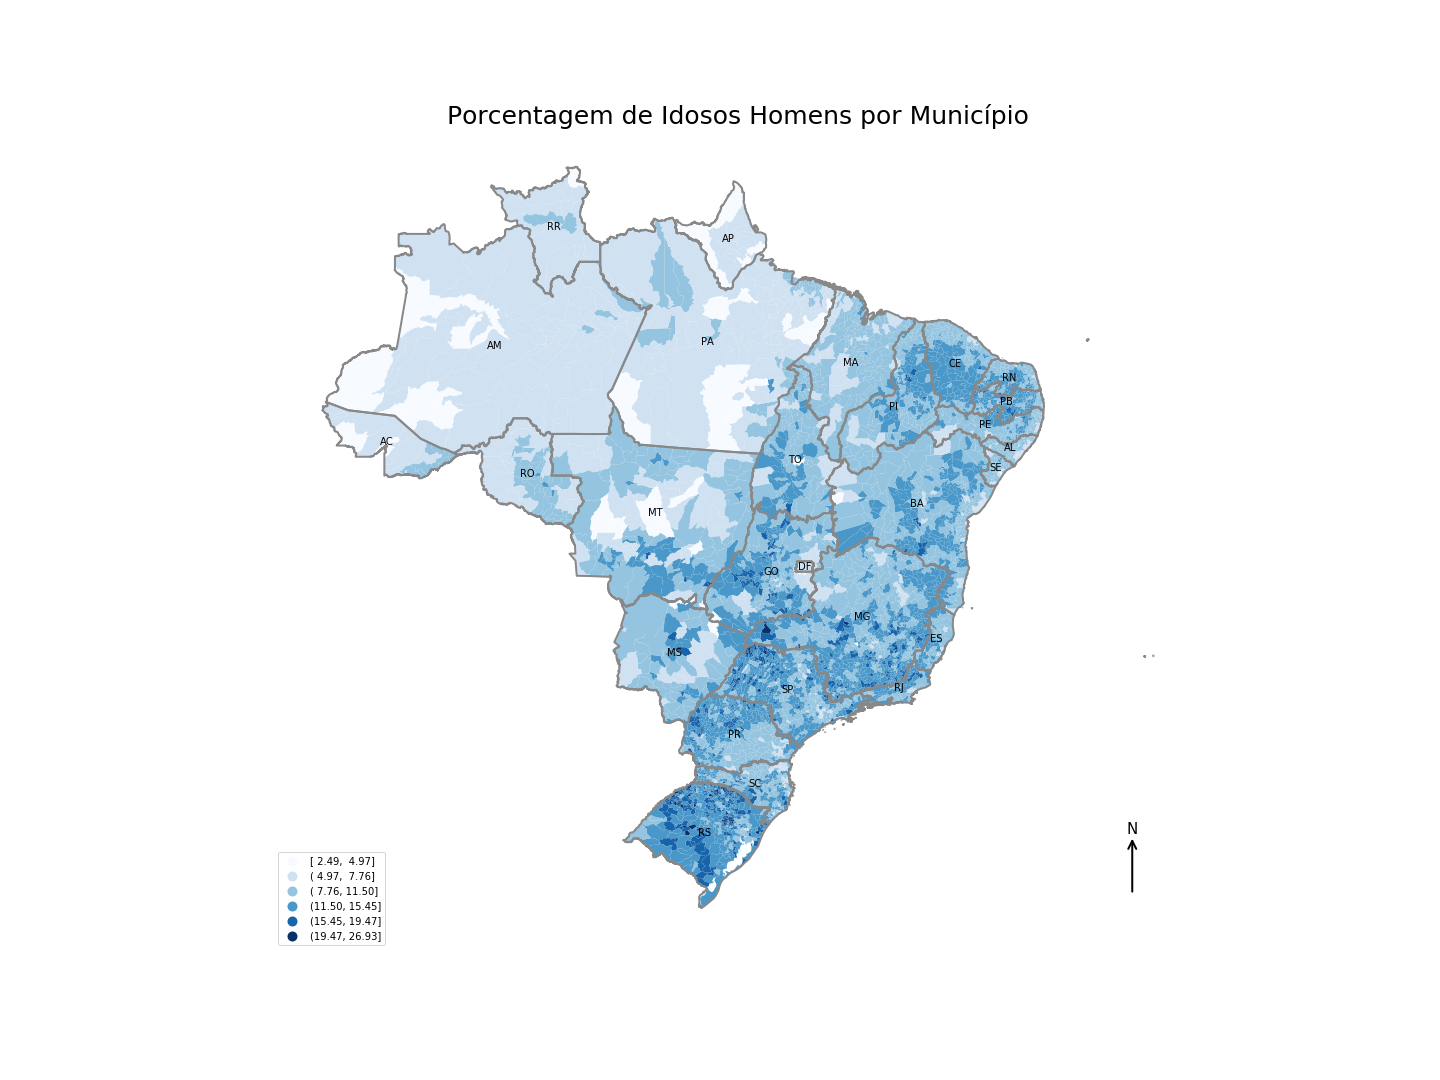 Porcentagem de Idosos Homens por Município
RR
AP
AM
PA
MA
CE
RN
PB
PI
PE
AC
AL
TO
SE
RO
BA
MT
GO
DF
MG
ES
MS
SP
RJ
PR
SC
RS
N
[ 2.49,  4.97]
( 4.97,  7.76]
( 7.76, 11.50]
(11.50, 15.45]
(15.45, 19.47]
(19.47, 26.93]